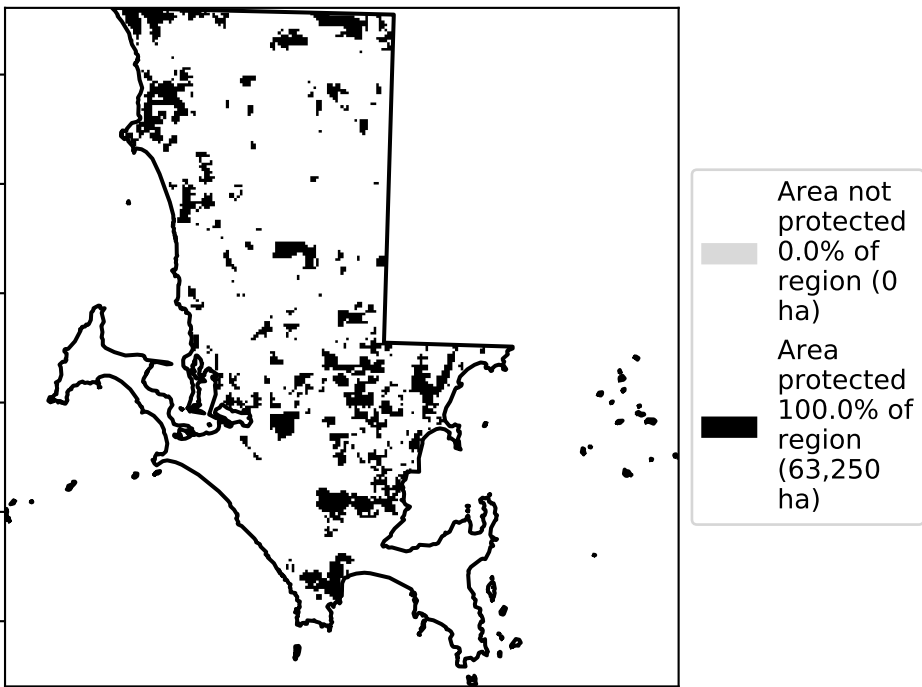 Area not
protected
0.0% of
region (0
ha)
Area
protected
100.0% of
region
(63,250
ha)